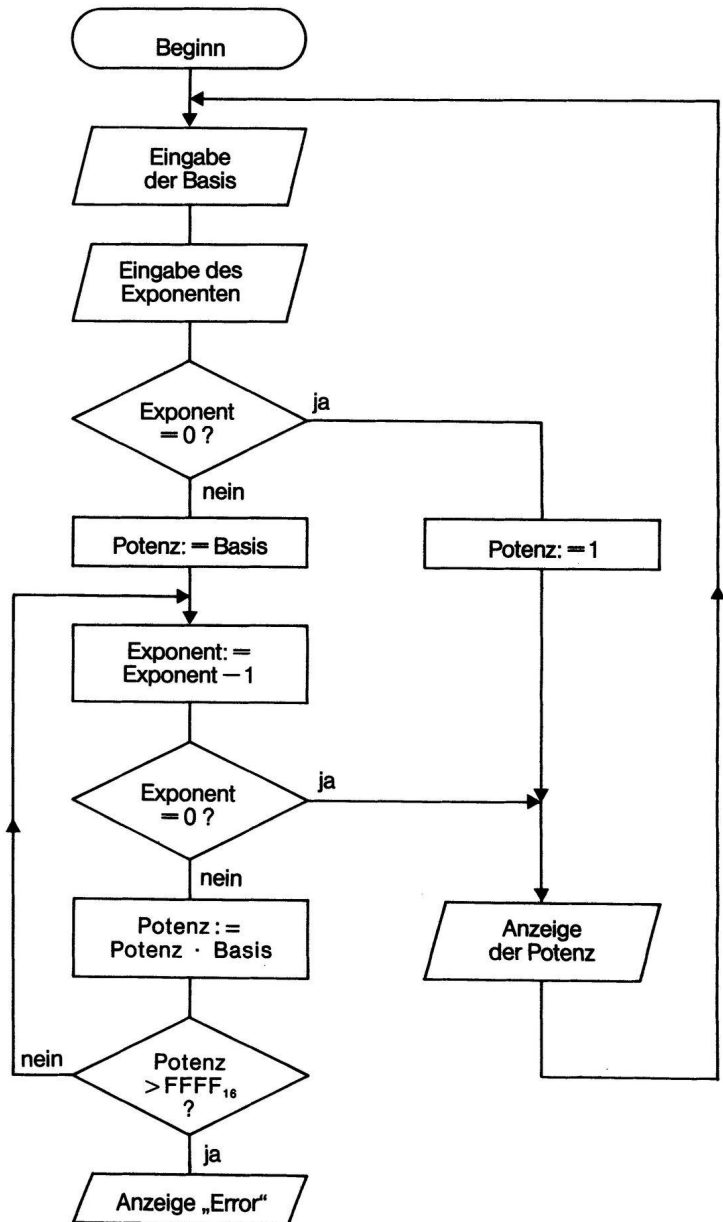 Beginn
Eingabe
der Basis
Eingabe des
Exponenten
Exponent
= 0 ?
ja
nein
Potenz: = Basis
Potenz: = 1
Exponent: =
Exponent – 1
Exponent
= 0 ?
ja
nein
Potenz :=
Potenz · Basis
Anzeige
der Potenz
Potenz
> FFFF₁₆
?
nein
ja
Anzeige „Error“